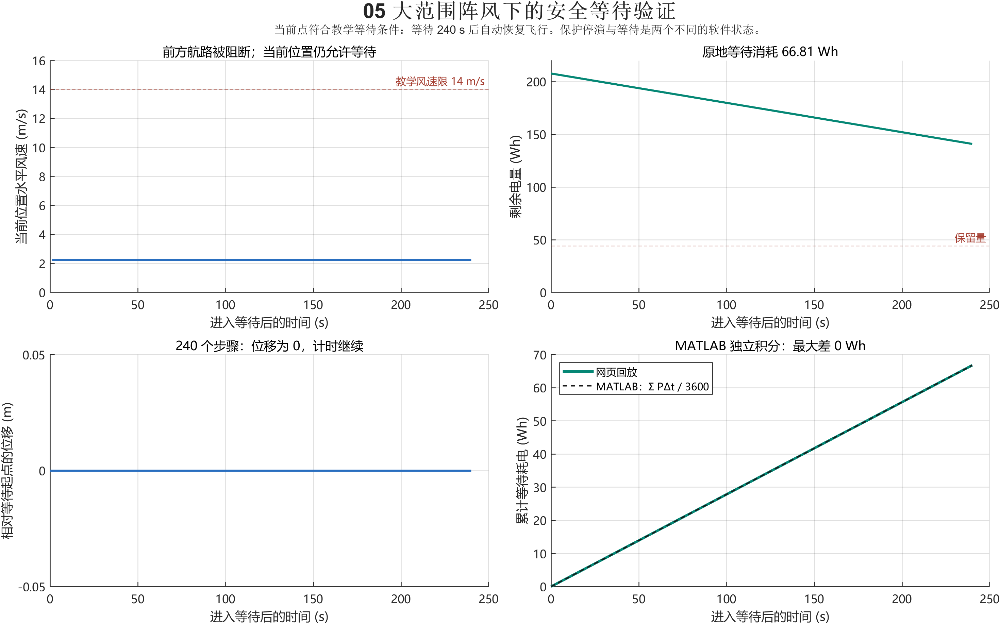 05 大范围阵风下的安全等待验证
当前点符合教学等待条件：等待 240 s 后自动恢复飞行。保护停演与等待是两个不同的软件状态。
前方航路被阻断；当前位置仍允许等待
16
14
12
10
8
6
4
2
0
当前位置水平风速 (m/s)
教学风速限 14 m/s
0 50 100 150 200 250
进入等待后的时间 (s)
原地等待消耗 66.81 Wh
200
150
100
50
0
剩余电量 (Wh)
保留量
0 50 100 150 200 250
进入等待后的时间 (s)
240 个步骤：位移为 0，计时继续
0.05
0
-0.05
相对等待起点的位移 (m)
0 50 100 150 200 250
进入等待后的时间 (s)
MATLAB 独立积分：最大差 0 Wh
70
60
50
40
30
20
10
0
累计等待耗电 (Wh)
网页回放
MATLAB：Σ PΔt / 3600
0 50 100 150 200 250
进入等待后的时间 (s)